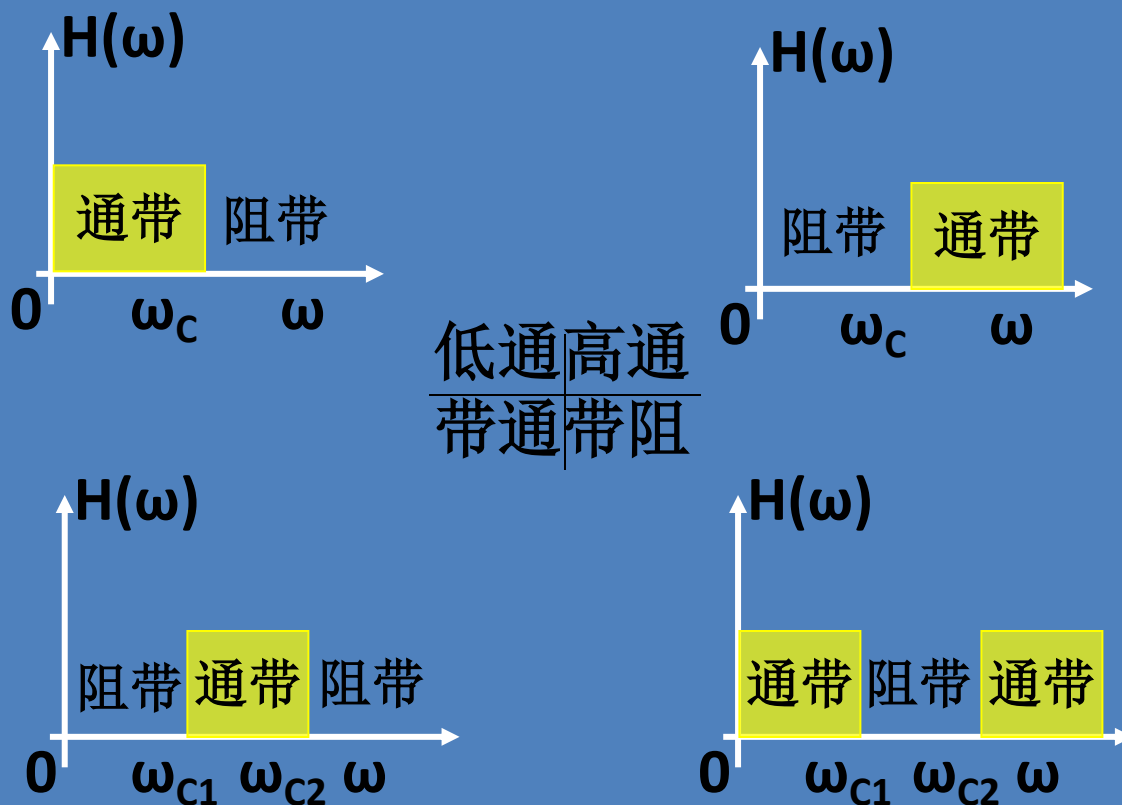 H(ω)
通带 阻带
0 ωC ω
H(ω)
阻带 通带
0 ωC ω
低通 高通
带通 带阻
H(ω)
阻带 通带 阻带
0 ωC1 ωC2 ω
H(ω)
通带 阻带 通带
0 ωC1 ωC2 ω